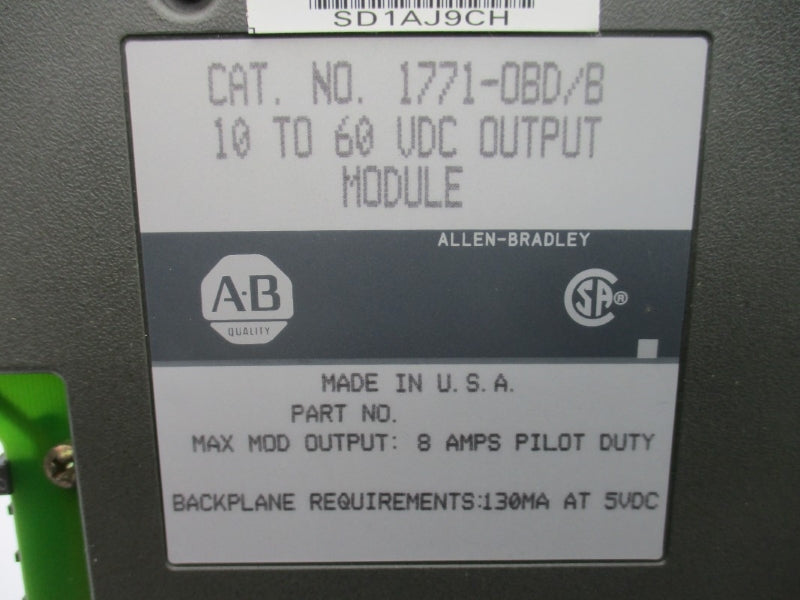 SD1AJ9CH
CAT. NO. 1771-OBD/B
10 TO 60 VDC OUTPUT
MODULE
ALLEN-BRADLEY
A·B
QUALITY
SA®
MADE IN U.S.A.
PART NO.
MAX MOD OUTPUT: 8 AMPS PILOT DUTY
BACKPLANE REQUIREMENTS:130MA AT 5VDC